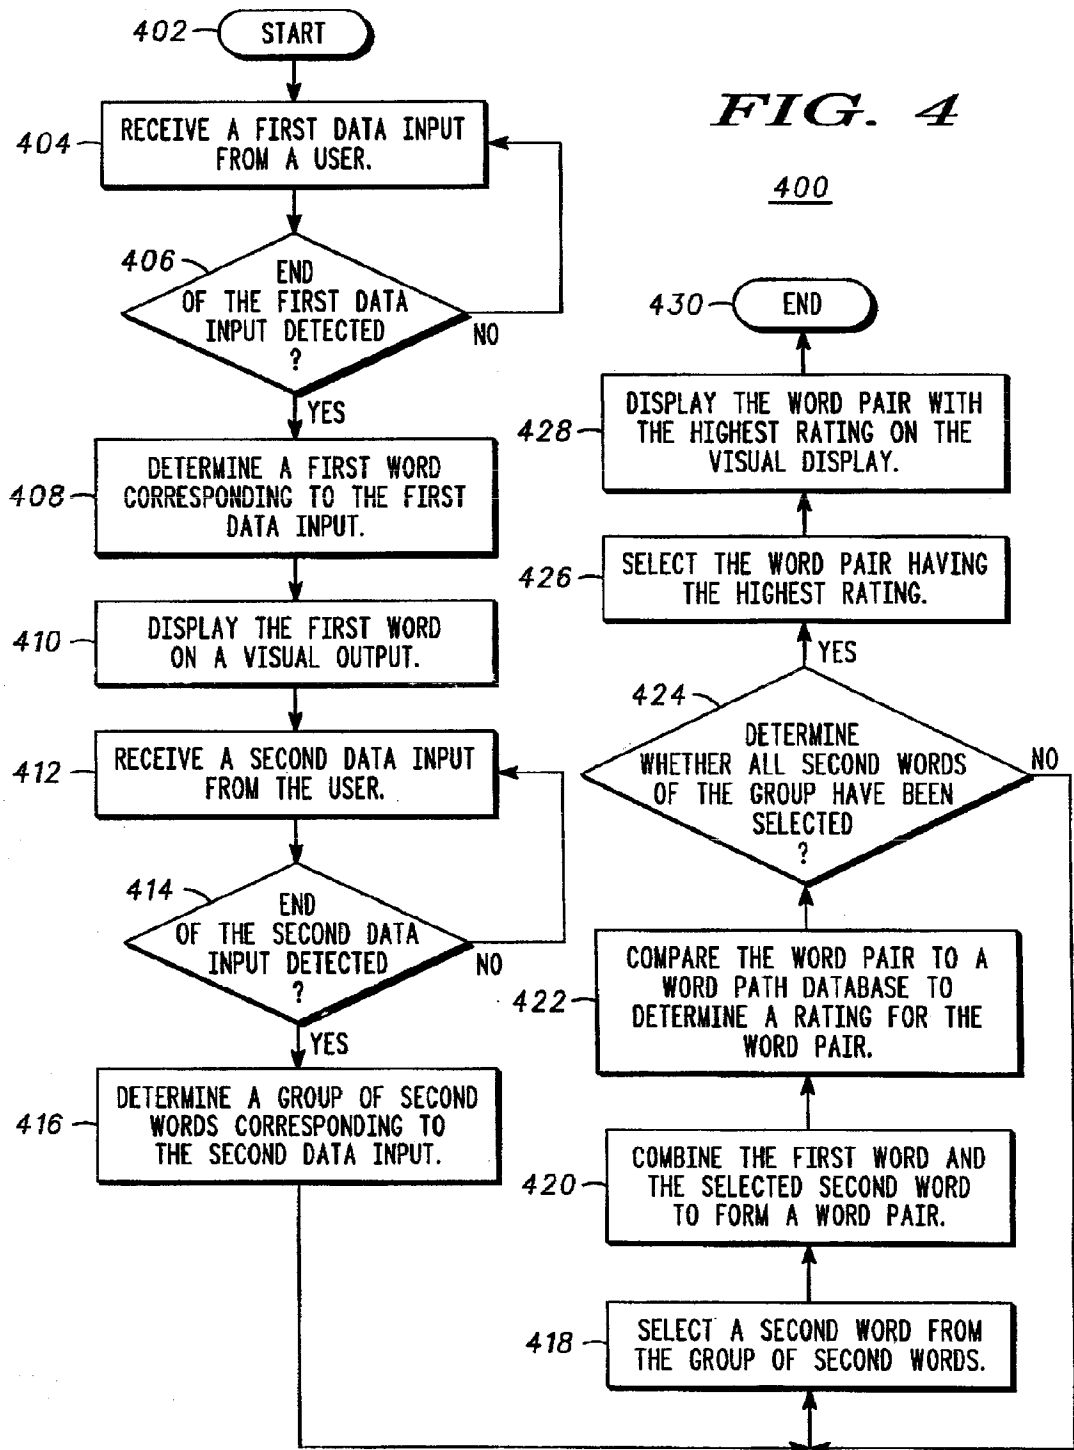 402
START
FIG. 4
400
404
RECEIVE A FIRST DATA INPUT
FROM A USER.
406
END
OF THE FIRST DATA
INPUT DETECTED
?
NO
YES
408
DETERMINE A FIRST WORD
CORRESPONDING TO THE FIRST
DATA INPUT.
410
DISPLAY THE FIRST WORD
ON A VISUAL OUTPUT.
412
RECEIVE A SECOND DATA INPUT
FROM THE USER.
414
END
OF THE SECOND DATA
INPUT DETECTED
?
NO
YES
416
DETERMINE A GROUP OF SECOND
WORDS CORRESPONDING TO
THE SECOND DATA INPUT.
430
END
428
DISPLAY THE WORD PAIR WITH
THE HIGHEST RATING ON THE
VISUAL DISPLAY.
426
SELECT THE WORD PAIR HAVING
THE HIGHEST RATING.
YES
424
DETERMINE
WHETHER ALL SECOND WORDS
OF THE GROUP HAVE BEEN
SELECTED
?
NO
422
COMPARE THE WORD PAIR TO A
WORD PATH DATABASE TO
DETERMINE A RATING FOR THE
WORD PAIR.
420
COMBINE THE FIRST WORD AND
THE SELECTED SECOND WORD
TO FORM A WORD PAIR.
418
SELECT A SECOND WORD FROM
THE GROUP OF SECOND WORDS.